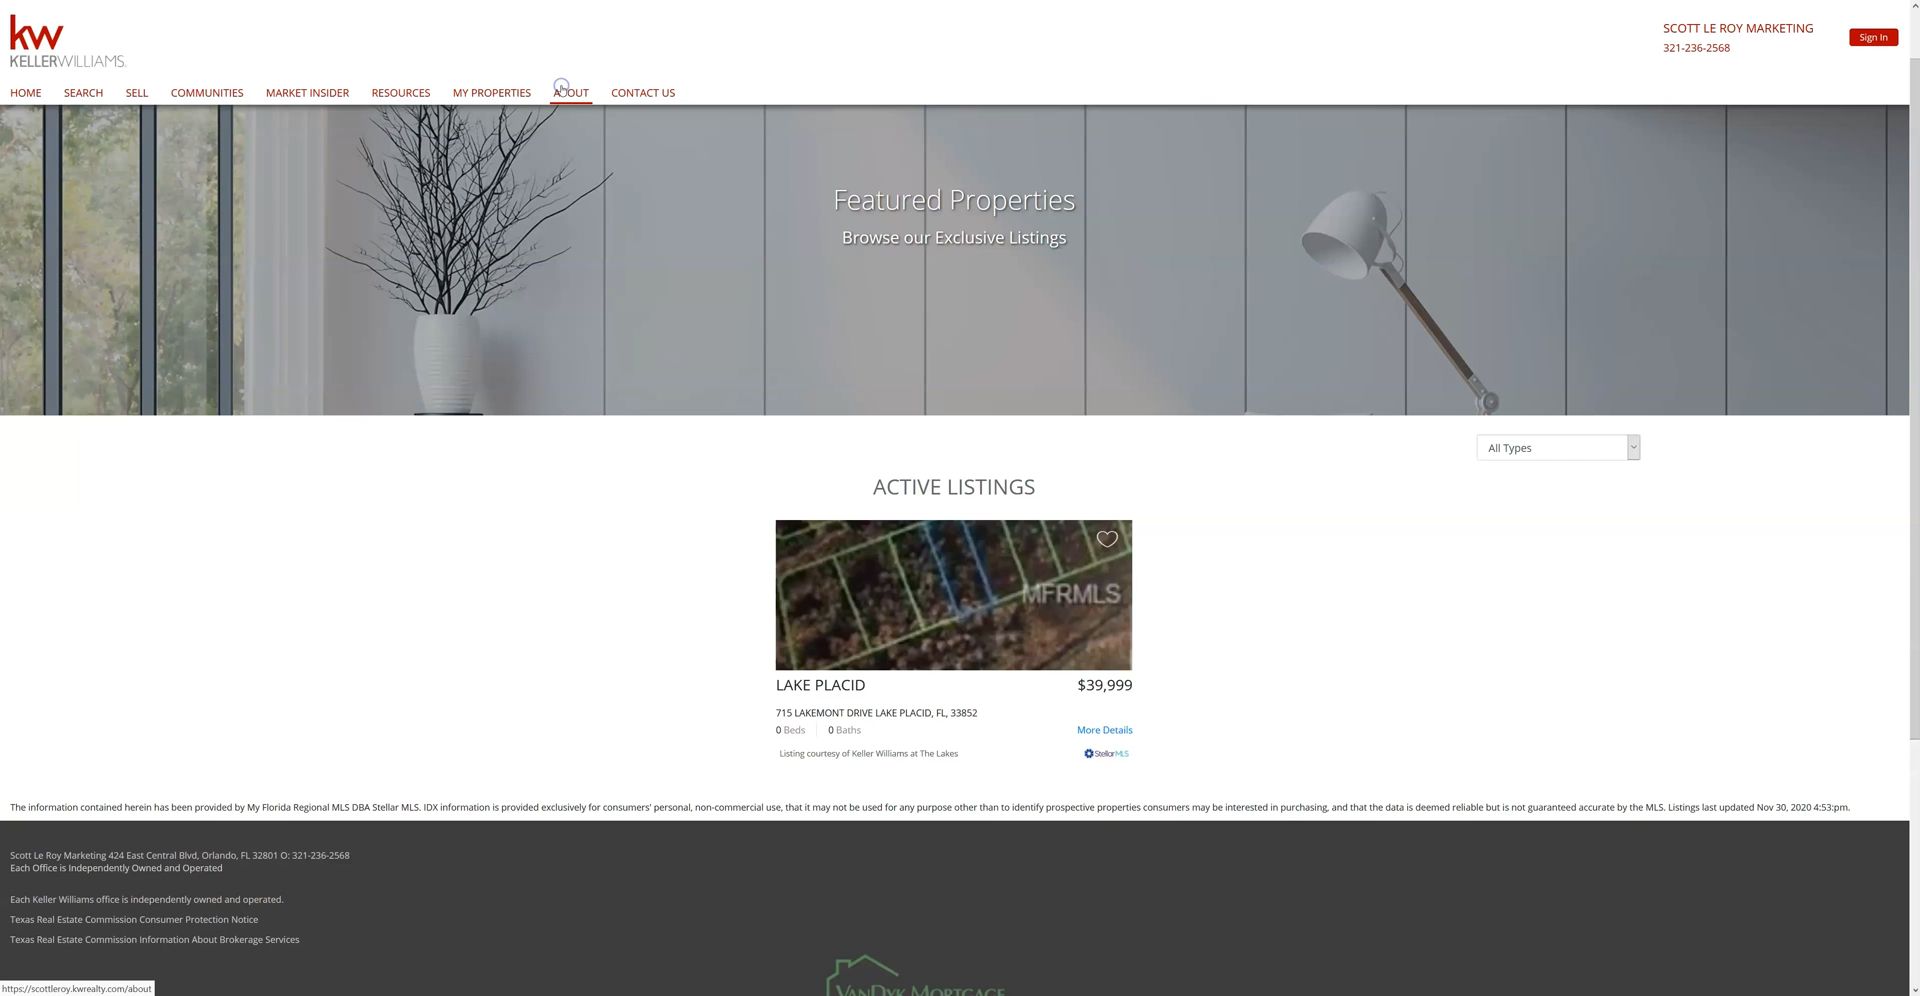 kw
KELLERWILLIAMS.
SCOTT LE ROY MARKETING
321-236-2568
Sign In
HOME SEARCH SELL COMMUNITIES MARKET INSIDER RESOURCES MY PROPERTIES ABOUT CONTACT US
Featured Properties
Browse our Exclusive Listings
All Types
ACTIVE LISTINGS
MFRMLS
LAKE PLACID $39,999
715 LAKEMONT DRIVE LAKE PLACID, FL, 33852
0 Beds 0 Baths More Details
Listing courtesy of Keller Williams at The Lakes StellarMLS
The information contained herein has been provided by My Florida Regional MLS DBA Stellar MLS. IDX information is provided exclusively for consumers' personal, non-commercial use, that it may not be used for any purpose other than to identify prospective properties consumers may be interested in purchasing, and that the data is deemed reliable but is not guaranteed accurate by the MLS. Listings last updated Nov 30, 2020 4:53:pm.
Scott Le Roy Marketing 424 East Central Blvd, Orlando, FL 32801 O: 321-236-2568
Each Office is Independently Owned and Operated
Each Keller Williams office is independently owned and operated.
Texas Real Estate Commission Consumer Protection Notice
Texas Real Estate Commission Information About Brokerage Services
VANDYK MORTGAGE
https://scottleroy.kwrealty.com/about